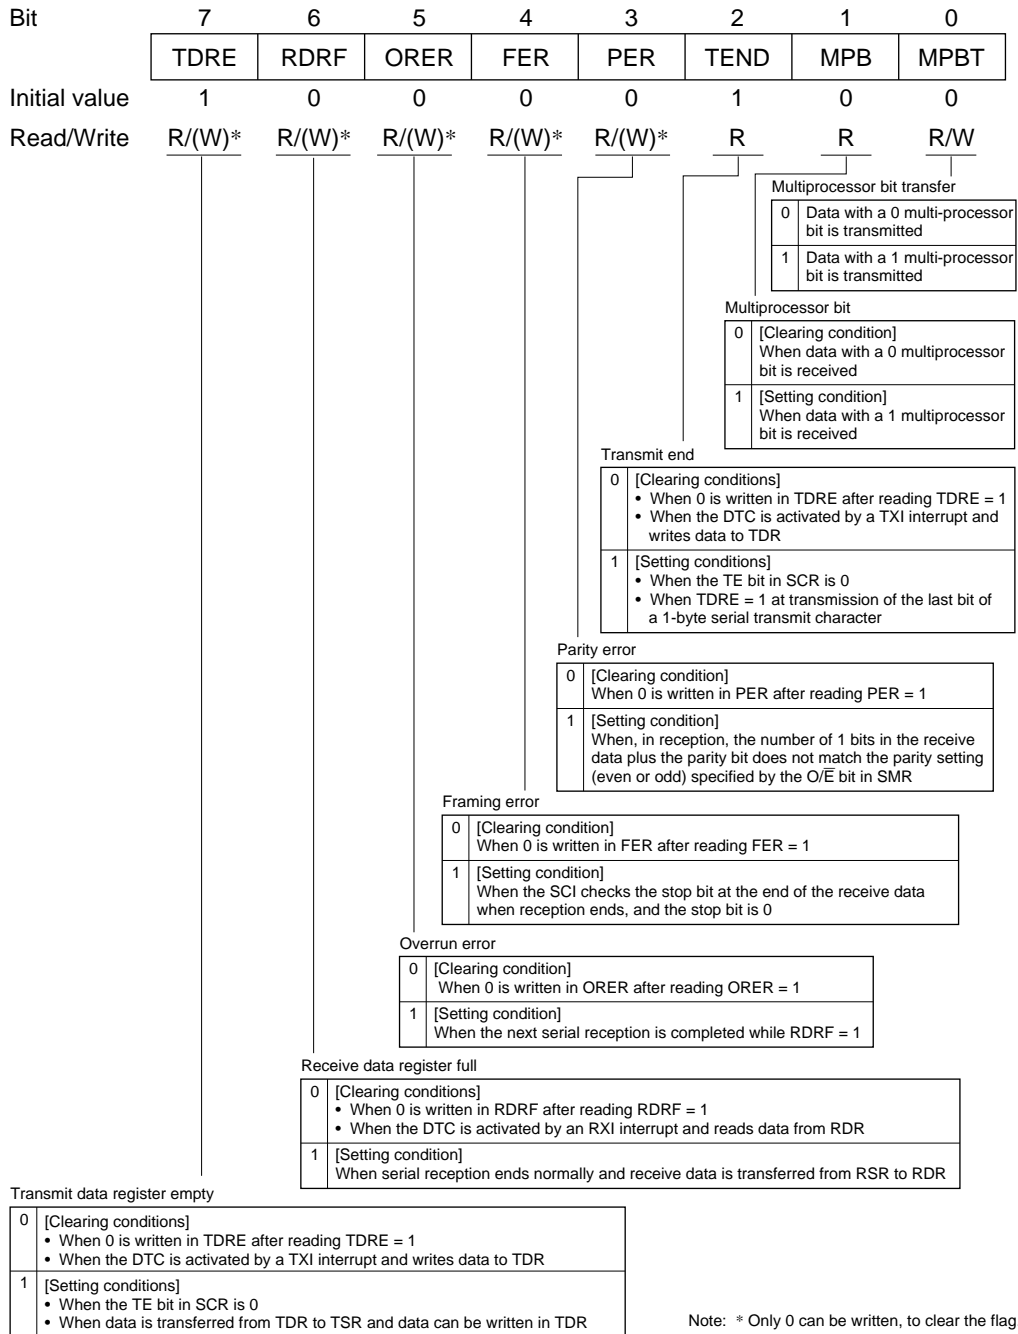 Bit 7 6 5 4 3 2 1 0
TDRE RDRF ORER FER PER TEND MPB MPBT
Initial value 1 0 0 0 0 1 0 0
Read/Write R/(W)* R/(W)* R/(W)* R/(W)* R/(W)* R R R/W
Multiprocessor bit transfer
0 Data with a 0 multi-processor
bit is transmitted
1 Data with a 1 multi-processor
bit is transmitted
Multiprocessor bit
0 [Clearing condition]
When data with a 0 multiprocessor
bit is received
1 [Setting condition]
When data with a 1 multiprocessor
bit is received
Transmit end
0 [Clearing conditions]
• When 0 is written in TDRE after reading TDRE = 1
• When the DTC is activated by a TXI interrupt and
writes data to TDR
1 [Setting conditions]
• When the TE bit in SCR is 0
• When TDRE = 1 at transmission of the last bit of
a 1-byte serial transmit character
Parity error
0 [Clearing condition]
When 0 is written in PER after reading PER = 1
1 [Setting condition]
When, in reception, the number of 1 bits in the receive
data plus the parity bit does not match the parity setting
(even or odd) specified by the O/E̅ bit in SMR
Framing error
0 [Clearing condition]
When 0 is written in FER after reading FER = 1
1 [Setting condition]
When the SCI checks the stop bit at the end of the receive data
when reception ends, and the stop bit is 0
Overrun error
0 [Clearing condition]
When 0 is written in ORER after reading ORER = 1
1 [Setting condition]
When the next serial reception is completed while RDRF = 1
Receive data register full
0 [Clearing conditions]
• When 0 is written in RDRF after reading RDRF = 1
• When the DTC is activated by an RXI interrupt and reads data from RDR
1 [Setting condition]
When serial reception ends normally and receive data is transferred from RSR to RDR
Transmit data register empty
0 [Clearing conditions]
• When 0 is written in TDRE after reading TDRE = 1
• When the DTC is activated by a TXI interrupt and writes data to TDR
1 [Setting conditions]
• When the TE bit in SCR is 0
• When data is transferred from TDR to TSR and data can be written in TDR
Note: * Only 0 can be written, to clear the flag